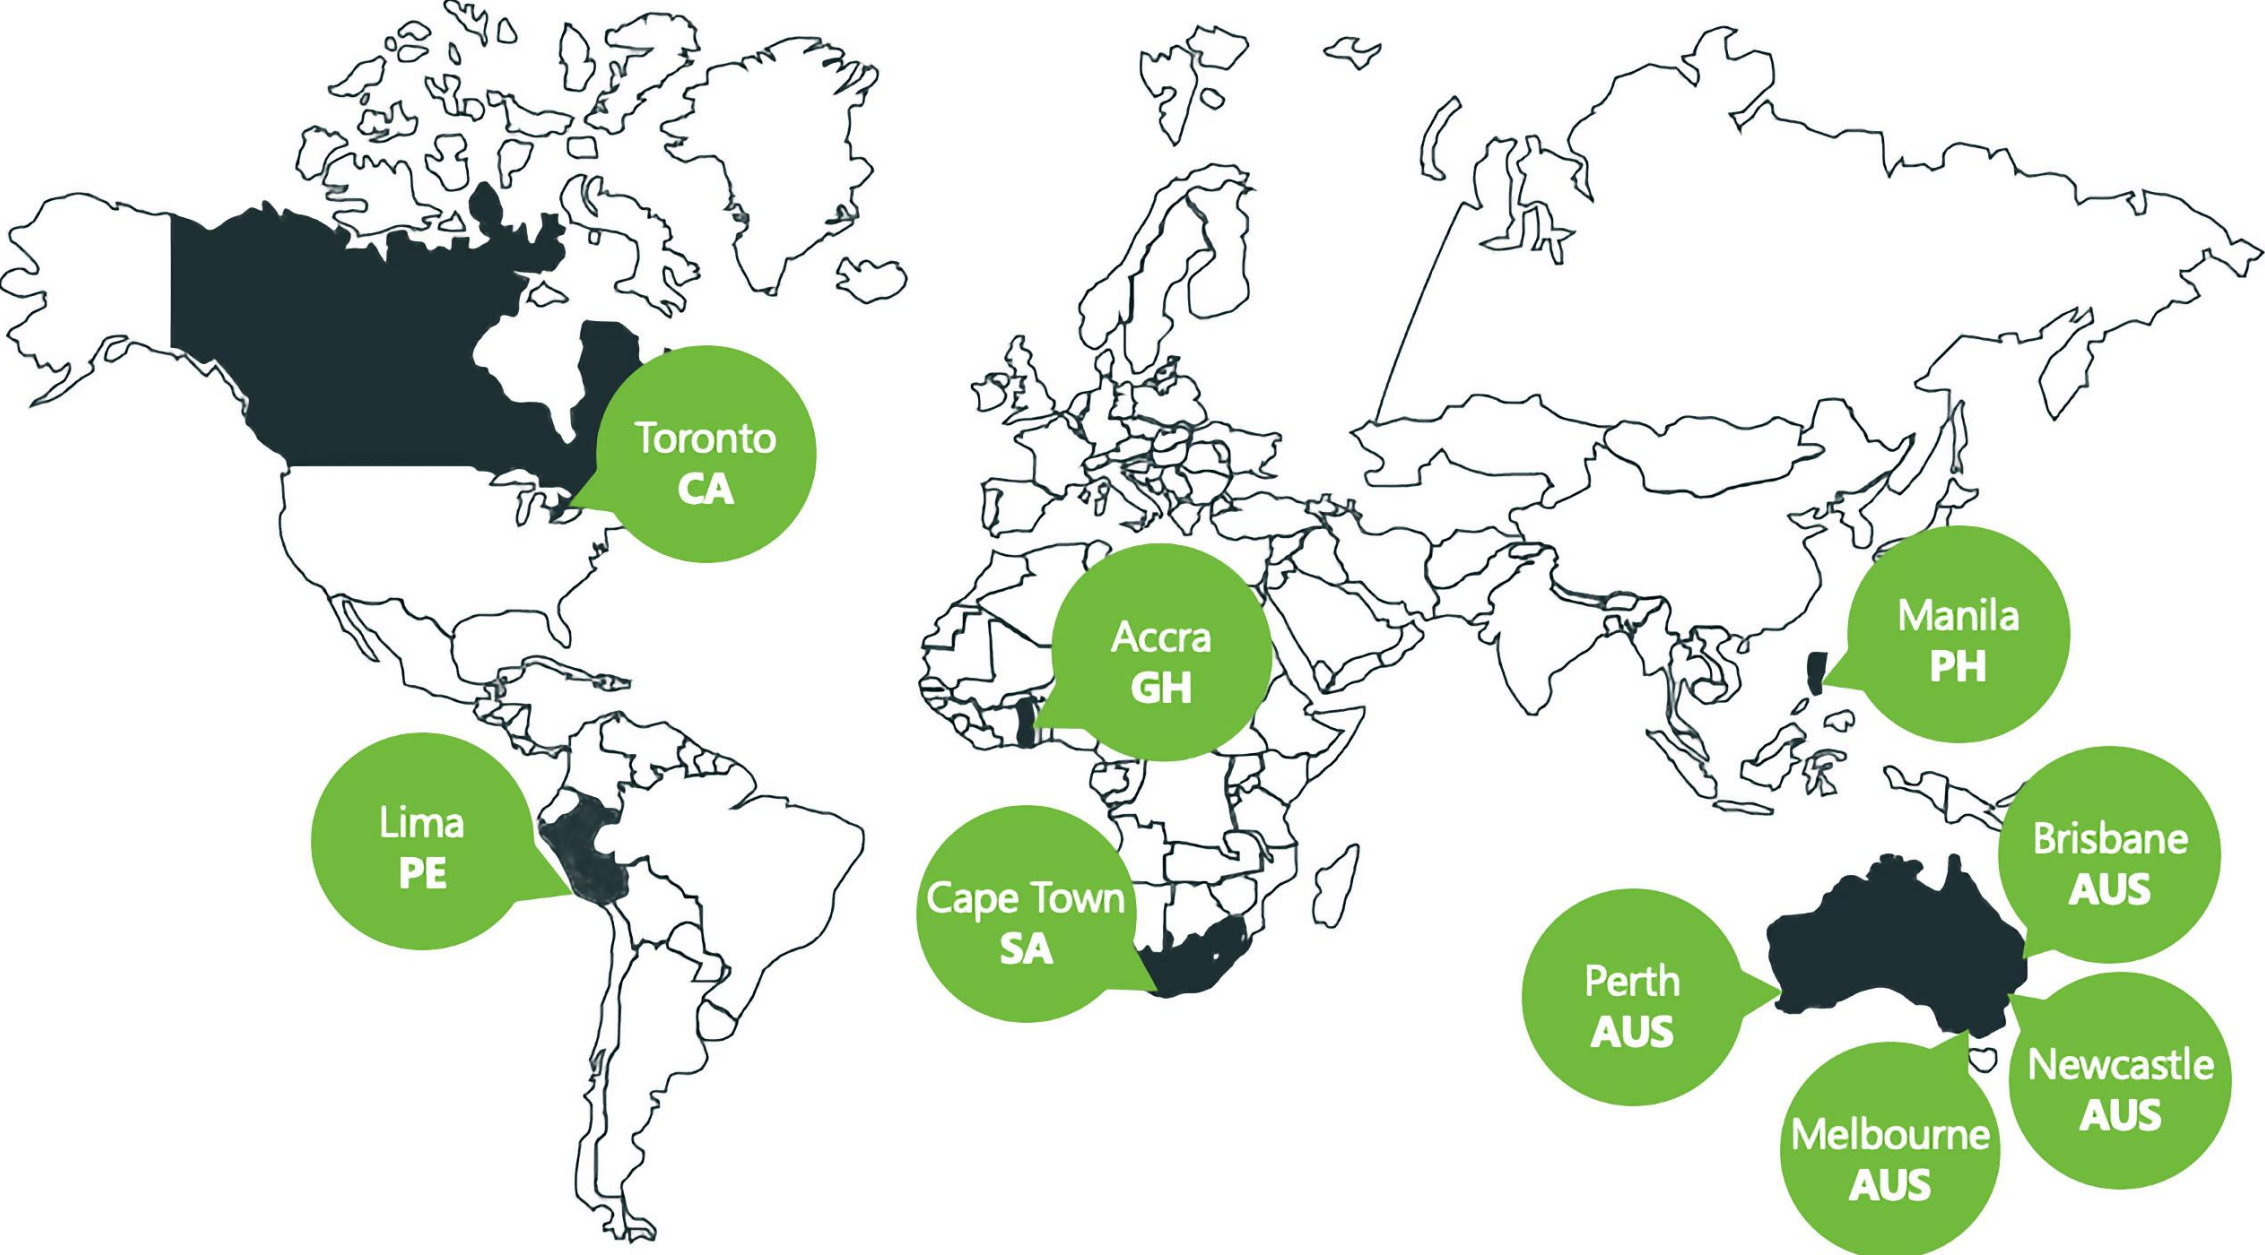 Toronto
CA
Accra
GH
Manila
PH
Lima
PE
Cape Town
SA
Brisbane
AUS
Perth
AUS
Newcastle
AUS
Melbourne
AUS